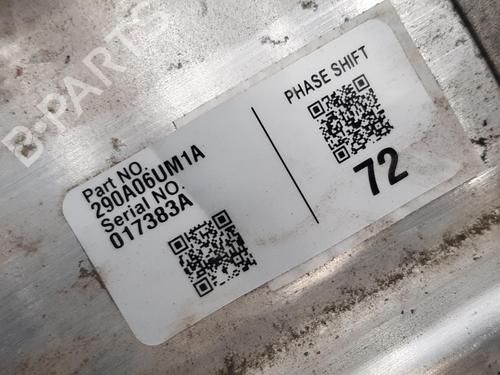 B-PARTS
Part NO.
290A06UM1A
Serial NO.
017383A
PHASE SHIFT
72